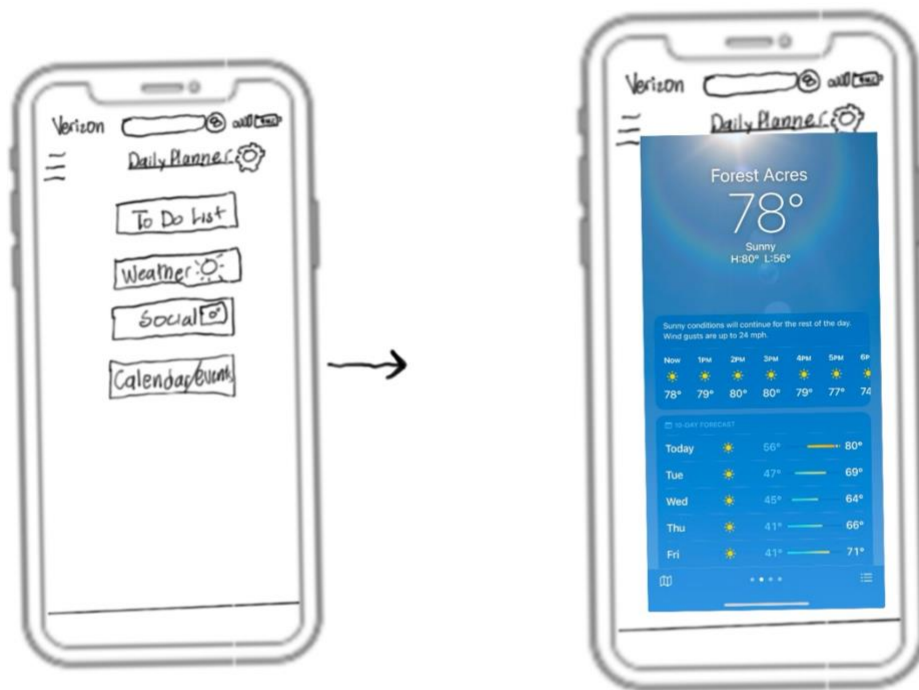 Verizon
Daily Planner
To Do List
Weather
Social
Calendar/events
Verizon
Daily Planner
Forest Acres
78°
Sunny
H:80° L:56°
Sunny conditions will continue for the rest of the day.
Wind gusts are up to 24 mph.
Now 1PM 2PM 3PM 4PM 5PM 6P
78° 79° 80° 80° 79° 77° 74
10-DAY FORECAST
Today 56° 80°
Tue 47° 69°
Wed 45° 64°
Thu 41° 66°
Fri 41° 71°